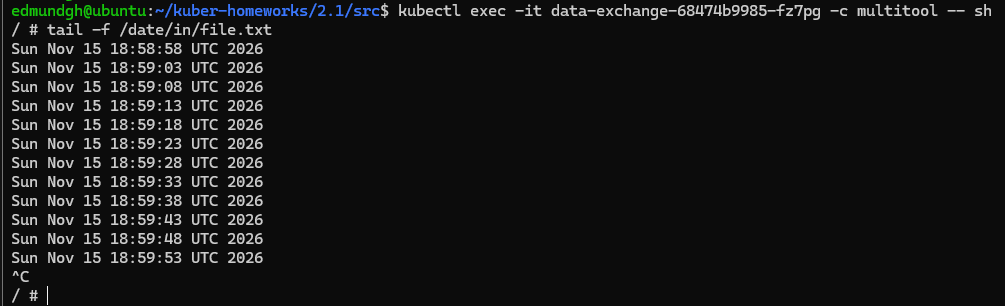 edmundgh@ubuntu:~/kuber-homeworks/2.1/src$ kubectl exec -it data-exchange-68474b9985-fz7pg -c multitool -- sh
/ # tail -f /date/in/file.txt
Sun Nov 15 18:58:58 UTC 2026
Sun Nov 15 18:59:03 UTC 2026
Sun Nov 15 18:59:08 UTC 2026
Sun Nov 15 18:59:13 UTC 2026
Sun Nov 15 18:59:18 UTC 2026
Sun Nov 15 18:59:23 UTC 2026
Sun Nov 15 18:59:28 UTC 2026
Sun Nov 15 18:59:33 UTC 2026
Sun Nov 15 18:59:38 UTC 2026
Sun Nov 15 18:59:43 UTC 2026
Sun Nov 15 18:59:48 UTC 2026
Sun Nov 15 18:59:53 UTC 2026
^C
/ #